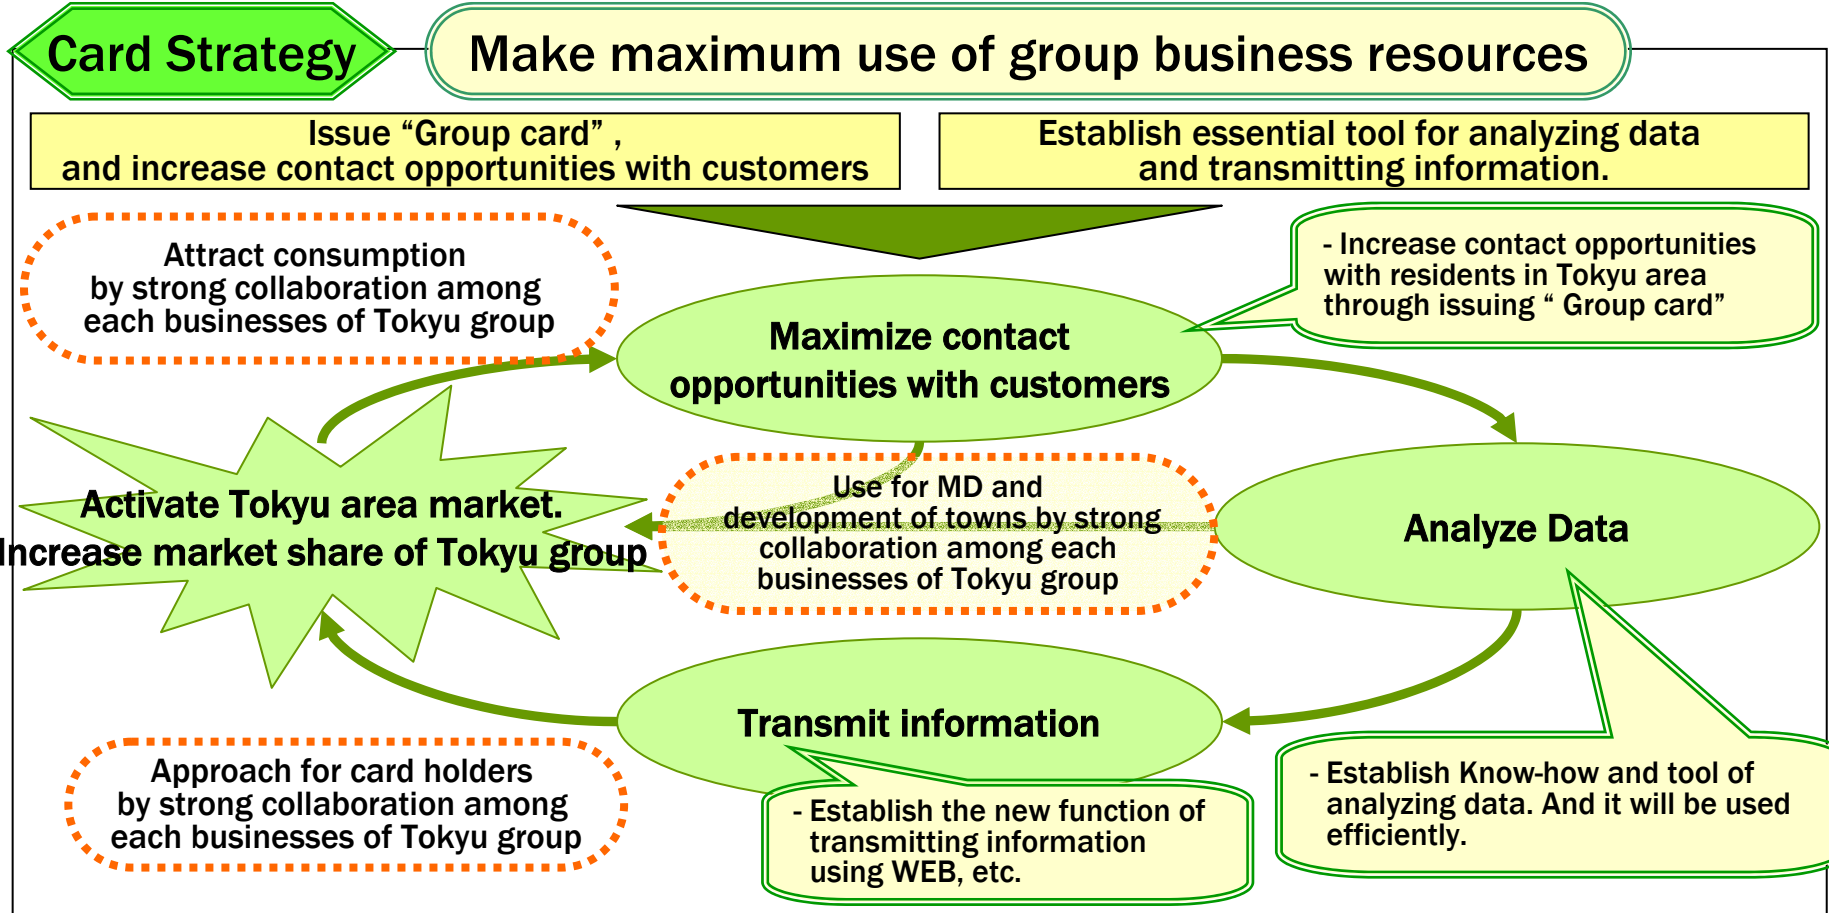 Card Strategy
Make maximum use of group business resources
Issue “Group card” ,
and increase contact opportunities with customers
Establish essential tool for analyzing data
and transmitting information.
Attract consumption
by strong collaboration among
each businesses of Tokyu group
- Increase contact opportunities
with residents in Tokyu area
through issuing “ Group card”
Maximize contact
opportunities with customers
Activate Tokyu area market.
Increase market share of Tokyu group
Use for MD and
development of towns by strong
collaboration among each
businesses of Tokyu group
Analyze Data
Transmit information
Approach for card holders
by strong collaboration among
each businesses of Tokyu group
- Establish the new function of
transmitting information
using WEB, etc.
- Establish Know-how and tool of
analyzing data. And it will be used
efficiently.